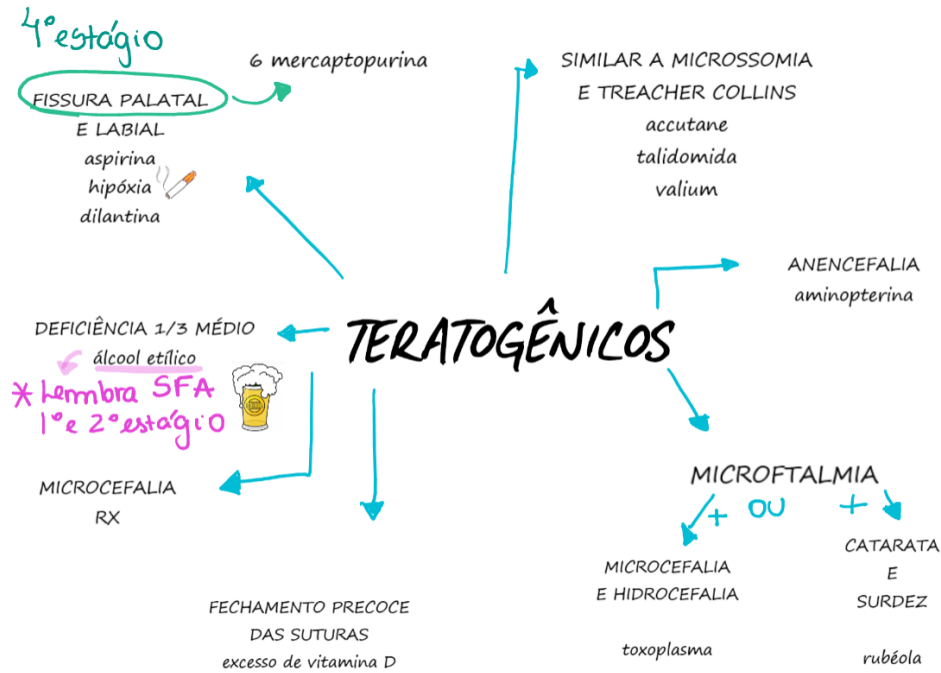 4º estágio
6 mercaptopurina
FISSURA PALATAL
E LABIAL
aspirina
hipóxia
dilantina
SIMILAR A MICROSSOMIA
E TREACHER COLLINS
accutane
talidomida
valium
ANENCEFALIA
aminopterina
TERATOGÊNICOS
DEFICIÊNCIA 1/3 MÉDIO
álcool etílico
* Lembra SFA
1º e 2º estágio
MICROCEFALIA
RX
FECHAMENTO PRECOCE
DAS SUTURAS
excesso de vitamina D
MICROFTALMIA
+ OU +
MICROCEFALIA
E HIDROCEFALIA
toxoplasma
CATARATA
E
SURDEZ
rubéola